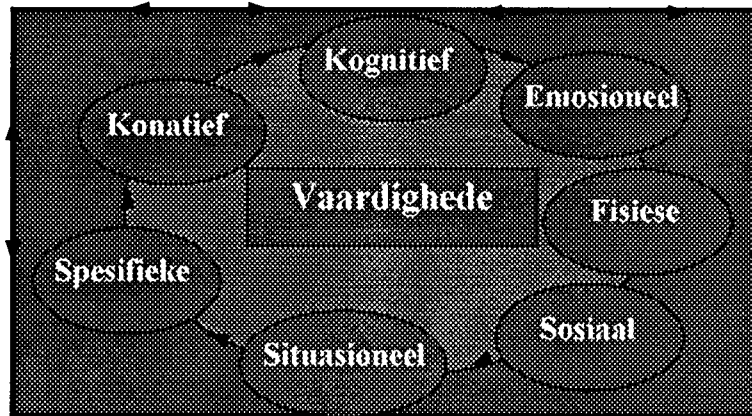 Kognitief
Emosioneel
Konatief
Vaardighede
Fisiese
Spesifieke
Sosiaal
Situasioneel